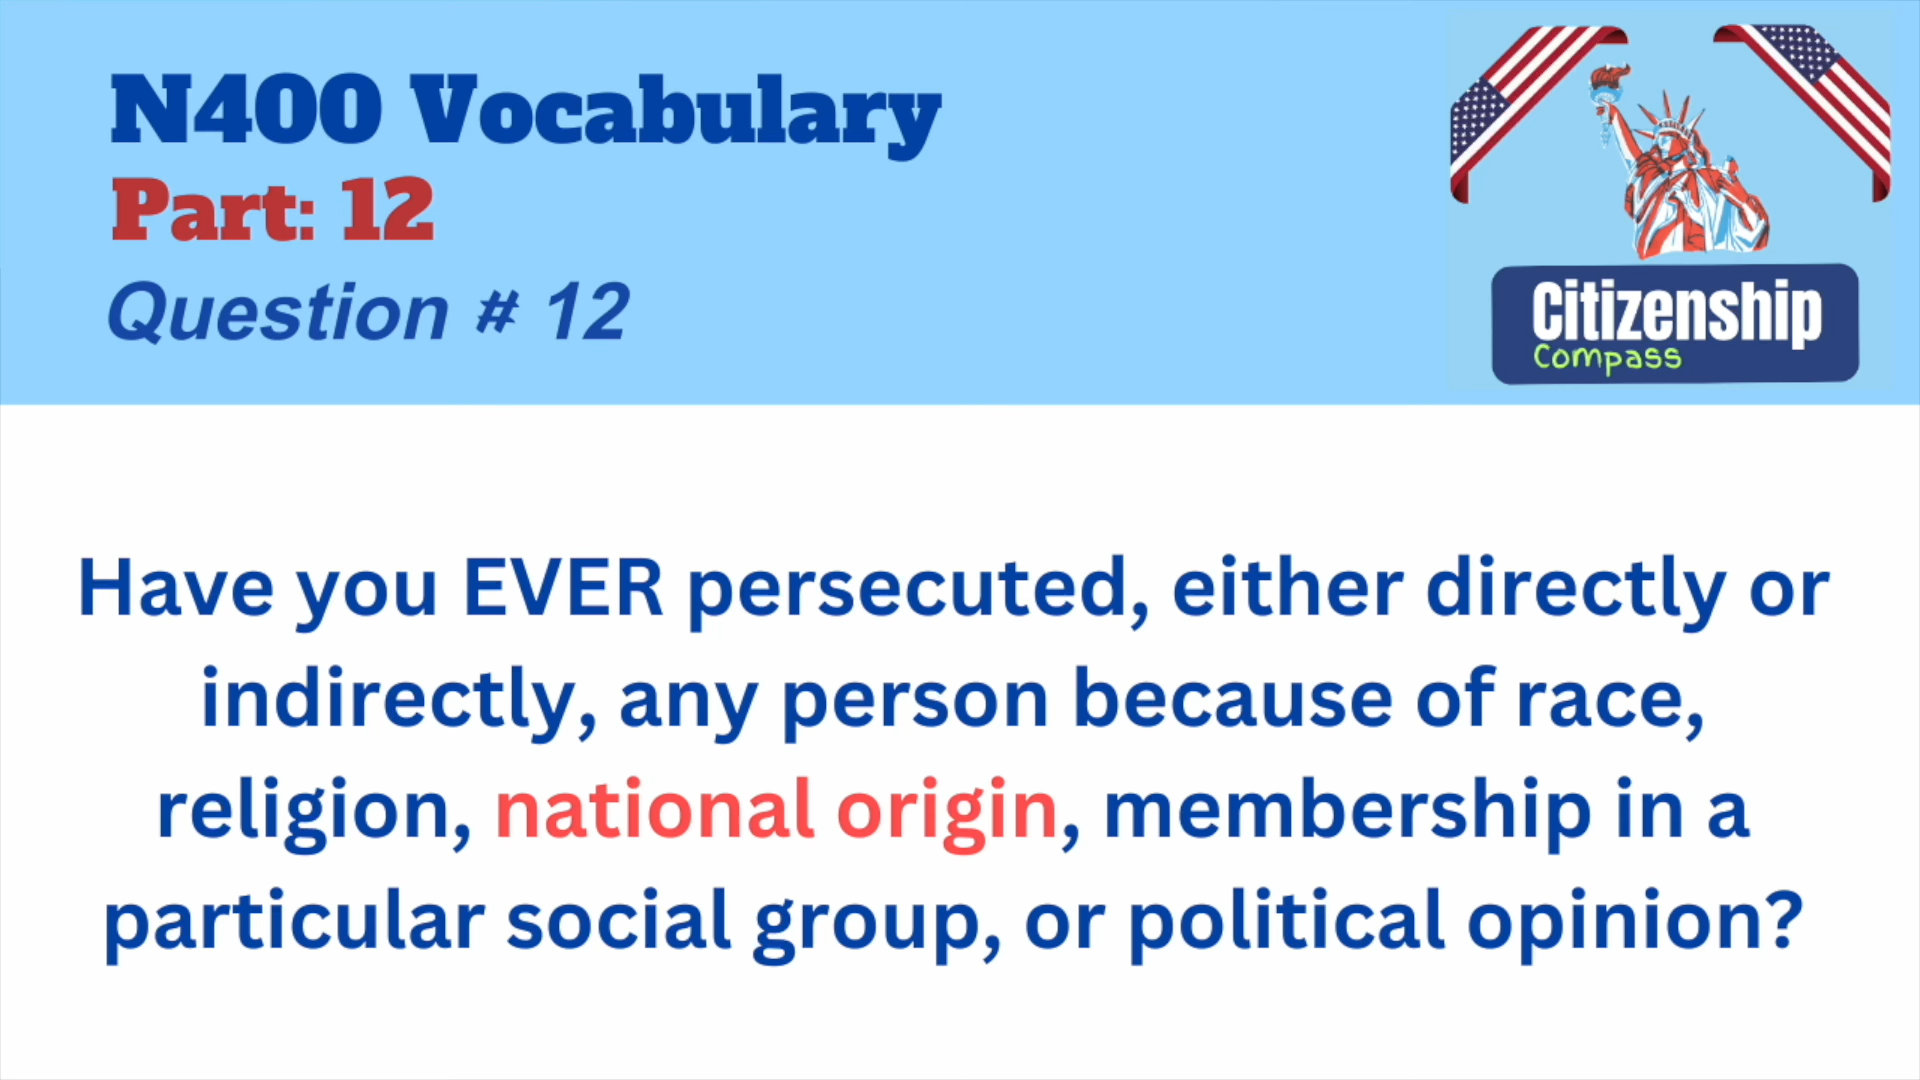 N400 Vocabulary
Part: 12
Question # 12
Citizenship
Compass
Have you EVER persecuted, either directly or
indirectly, any person because of race,
religion, national origin, membership in a
particular social group, or political opinion?